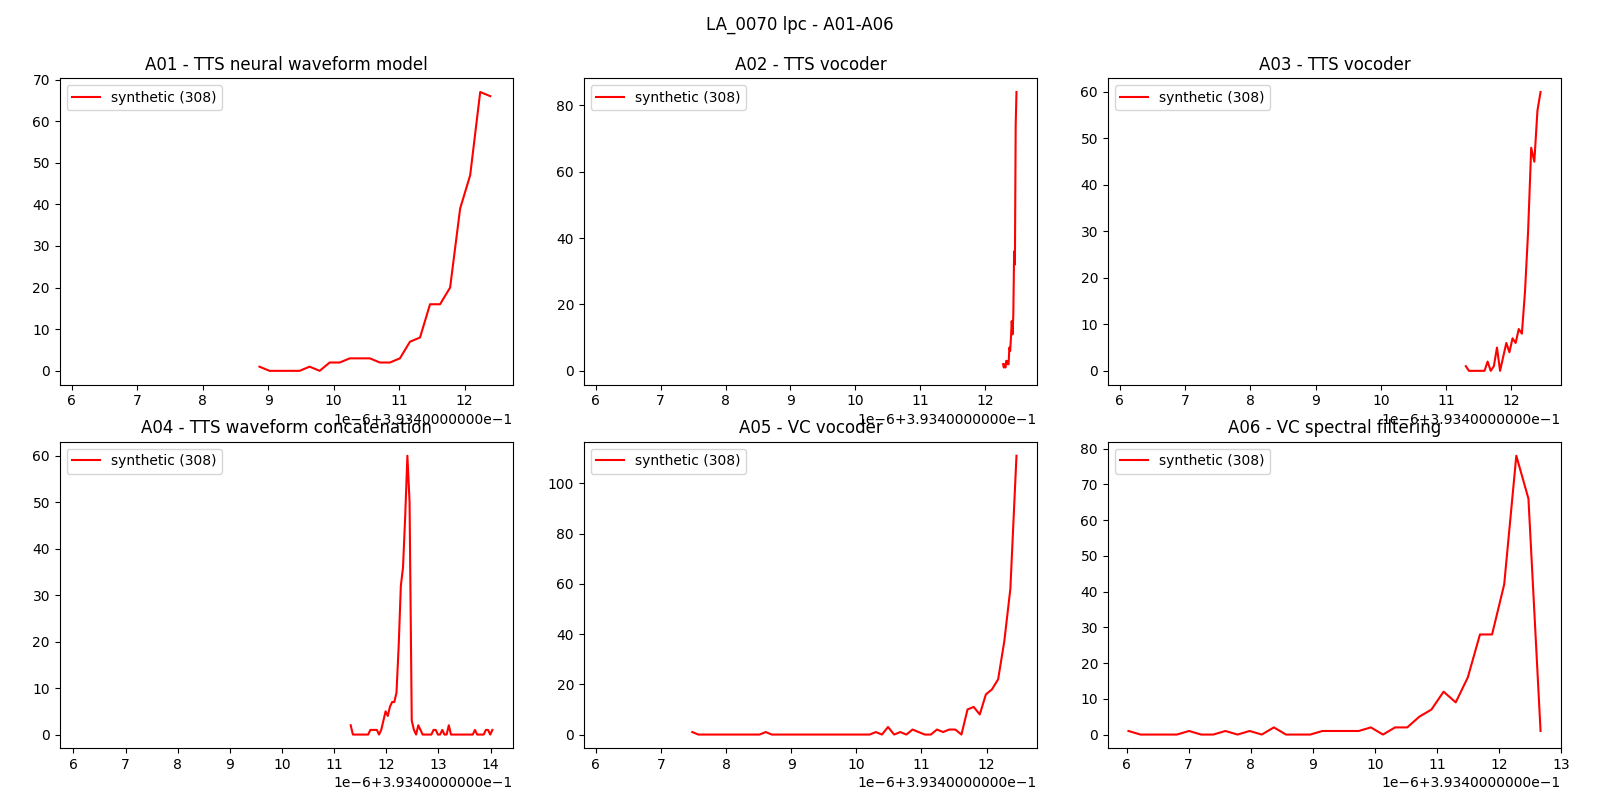 LA_0070 lpc - A01-A06
A01 - TTS neural waveform model
synthetic (308)
70
60
50
40
30
20
10
0
6 7 8 9 10 11 12
1e-6+3.9340000000e-1
A02 - TTS vocoder
synthetic (308)
80
60
40
20
0
6 7 8 9 10 11 12
1e-6+3.9340000000e-1
A03 - TTS vocoder
synthetic (308)
60
50
40
30
20
10
0
6 7 8 9 10 11 12
1e-6+3.9340000000e-1
A04 - TTS waveform concatenation
synthetic (308)
60
50
40
30
20
10
0
6 7 8 9 10 11 12 13 14
1e-6+3.9340000000e-1
A05 - VC vocoder
synthetic (308)
100
80
60
40
20
0
6 7 8 9 10 11 12
1e-6+3.9340000000e-1
A06 - VC spectral filtering
synthetic (308)
80
70
60
50
40
30
20
10
0
6 7 8 9 10 11 12 13
1e-6+3.9340000000e-1